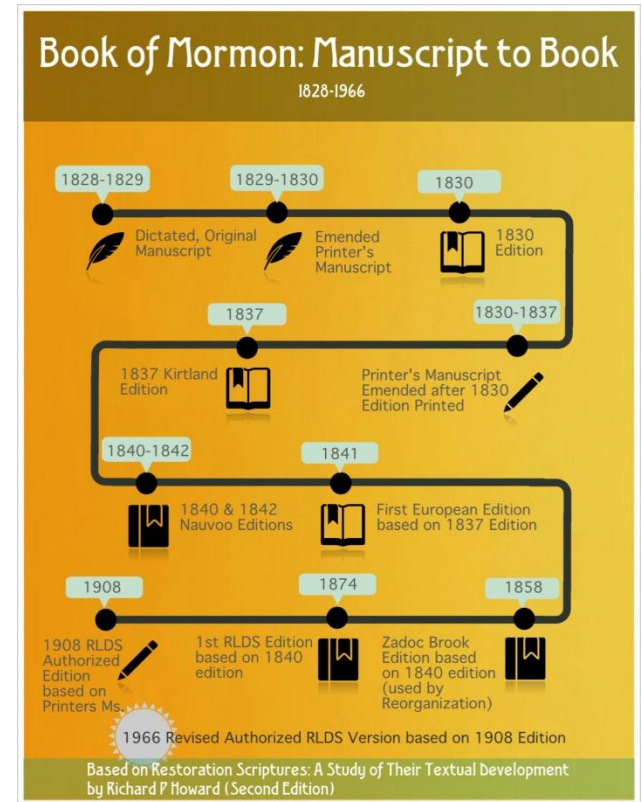 Book of Mormon: Manuscript to Book
1828-1966
1828-1829
Dictated, Original
Manuscript
1829-1830
Emended
Printer's
Manuscript
1830
1830
Edition
1830-1837
Printer's Manuscript
Emended after 1830
Edition Printed
1837
1837 Kirtland
Edition
1840-1842
1840 & 1842
Nauvoo Editions
1841
First European Edition
based on 1837 Edition
1858
Zadoc Brook
Edition based
on 1840 edition
(used by
Reorganization)
1874
1st RLDS Edition
based on 1840
edition
1908
1908 RLDS
Authorized
Edition
based on
Printers Ms.
1966 Revised Authorized RLDS Version based on 1908 Edition
Based on Restoration Scriptures: A Study of Their Textual Development
by Richard P Howard (Second Edition)